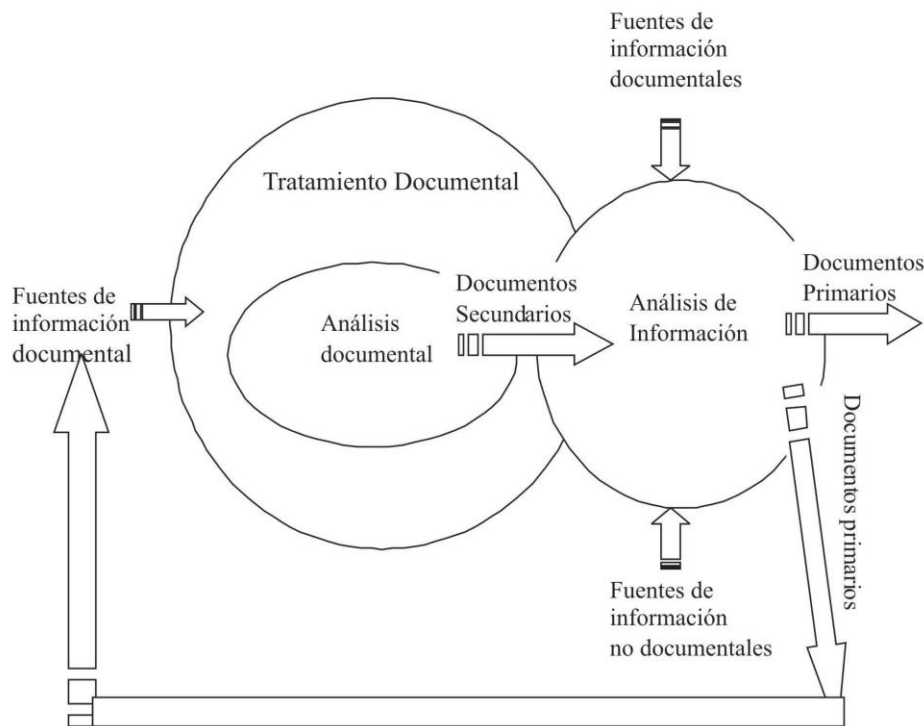 Fuentes de
información
documentales
Tratamiento Documental
Fuentes de
información
documental
Análisis
documental
Documentos
Secundarios
Análisis de
Información
Documentos
Primarios
Documentos primarios
Fuentes de
información
no documentales